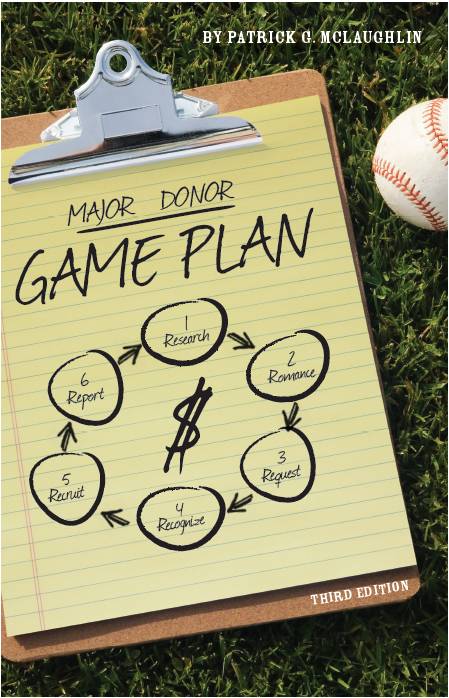 BY PATRICK G. MCLAUGHLIN
MAJOR DONOR
GAME PLAN
1
Research
2
Romance
3
Request
4
Recognize
5
Recruit
6
Report
$
THIRD EDITION